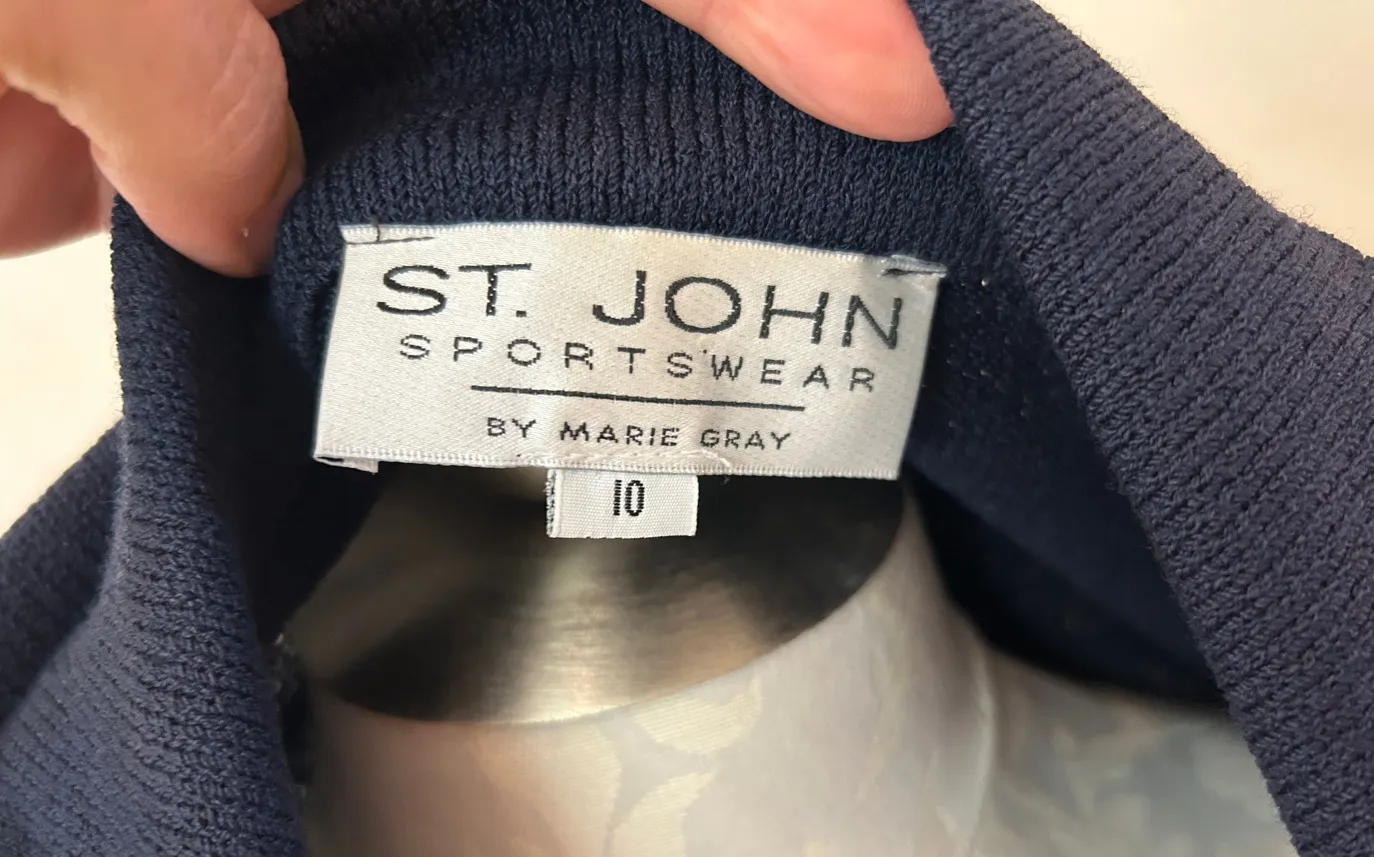 ST. JOHN
SPORTSWEAR
BY MARIE GRAY
10